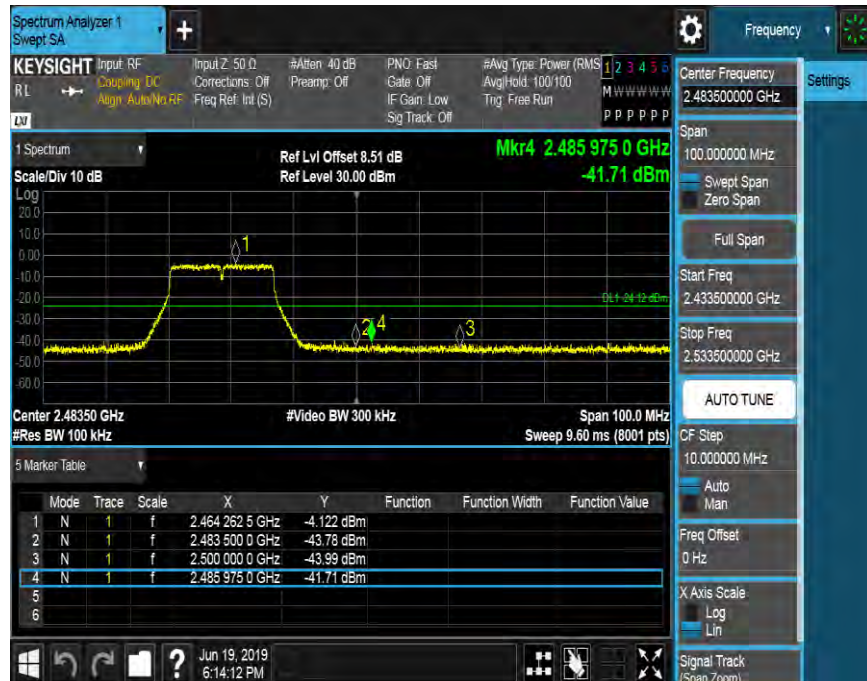 Spectrum Analyzer 1
Swept SA
+
Frequency
KEYSIGHT
RL
LXI
Input: RF
Coupling: DC
Align: Auto/No RF
Input Z: 50 Ω
Corrections: Off
Freq Ref: Int (S)
#Atten: 40 dB
Preamp: Off
PNO: Fast
Gate: Off
IF Gain: Low
Sig Track: Off
#Avg Type: Power (RMS
Avg|Hold: 100/100
Trig: Free Run
1 2 3 4 5 6
M W W W W W
P P P P P P
1 Spectrum
Scale/Div 10 dB
Ref Lvl Offset 8.51 dB
Ref Level 30.00 dBm
Mkr4 2.485 975 0 GHz
-41.71 dBm
Log
20.0
10.0
0.00
-10.0
-20.0
-30.0
-40.0
-50.0
-60.0
1
2
4
3
DL1 -24.12 dBm
Center 2.48350 GHz
#Res BW 100 kHz
#Video BW 300 kHz
Span 100.0 MHz
Sweep 9.60 ms (8001 pts)
5 Marker Table
Mode Trace Scale X Y Function Function Width Function Value
1 N 1 f 2.464 262 5 GHz -4.122 dBm
2 N 1 f 2.483 500 0 GHz -43.78 dBm
3 N 1 f 2.500 000 0 GHz -43.99 dBm
4 N 1 f 2.485 975 0 GHz -41.71 dBm
5
6
?
Jun 19, 2019
6:14:12 PM
Center Frequency
2.483500000 GHz
Settings
Span
100.000000 MHz
Swept Span
Zero Span
Full Span
Start Freq
2.433500000 GHz
Stop Freq
2.533500000 GHz
AUTO TUNE
CF Step
10.000000 MHz
Auto
Man
Freq Offset
0 Hz
X Axis Scale
Log
Lin
Signal Track
(Span Zoom)